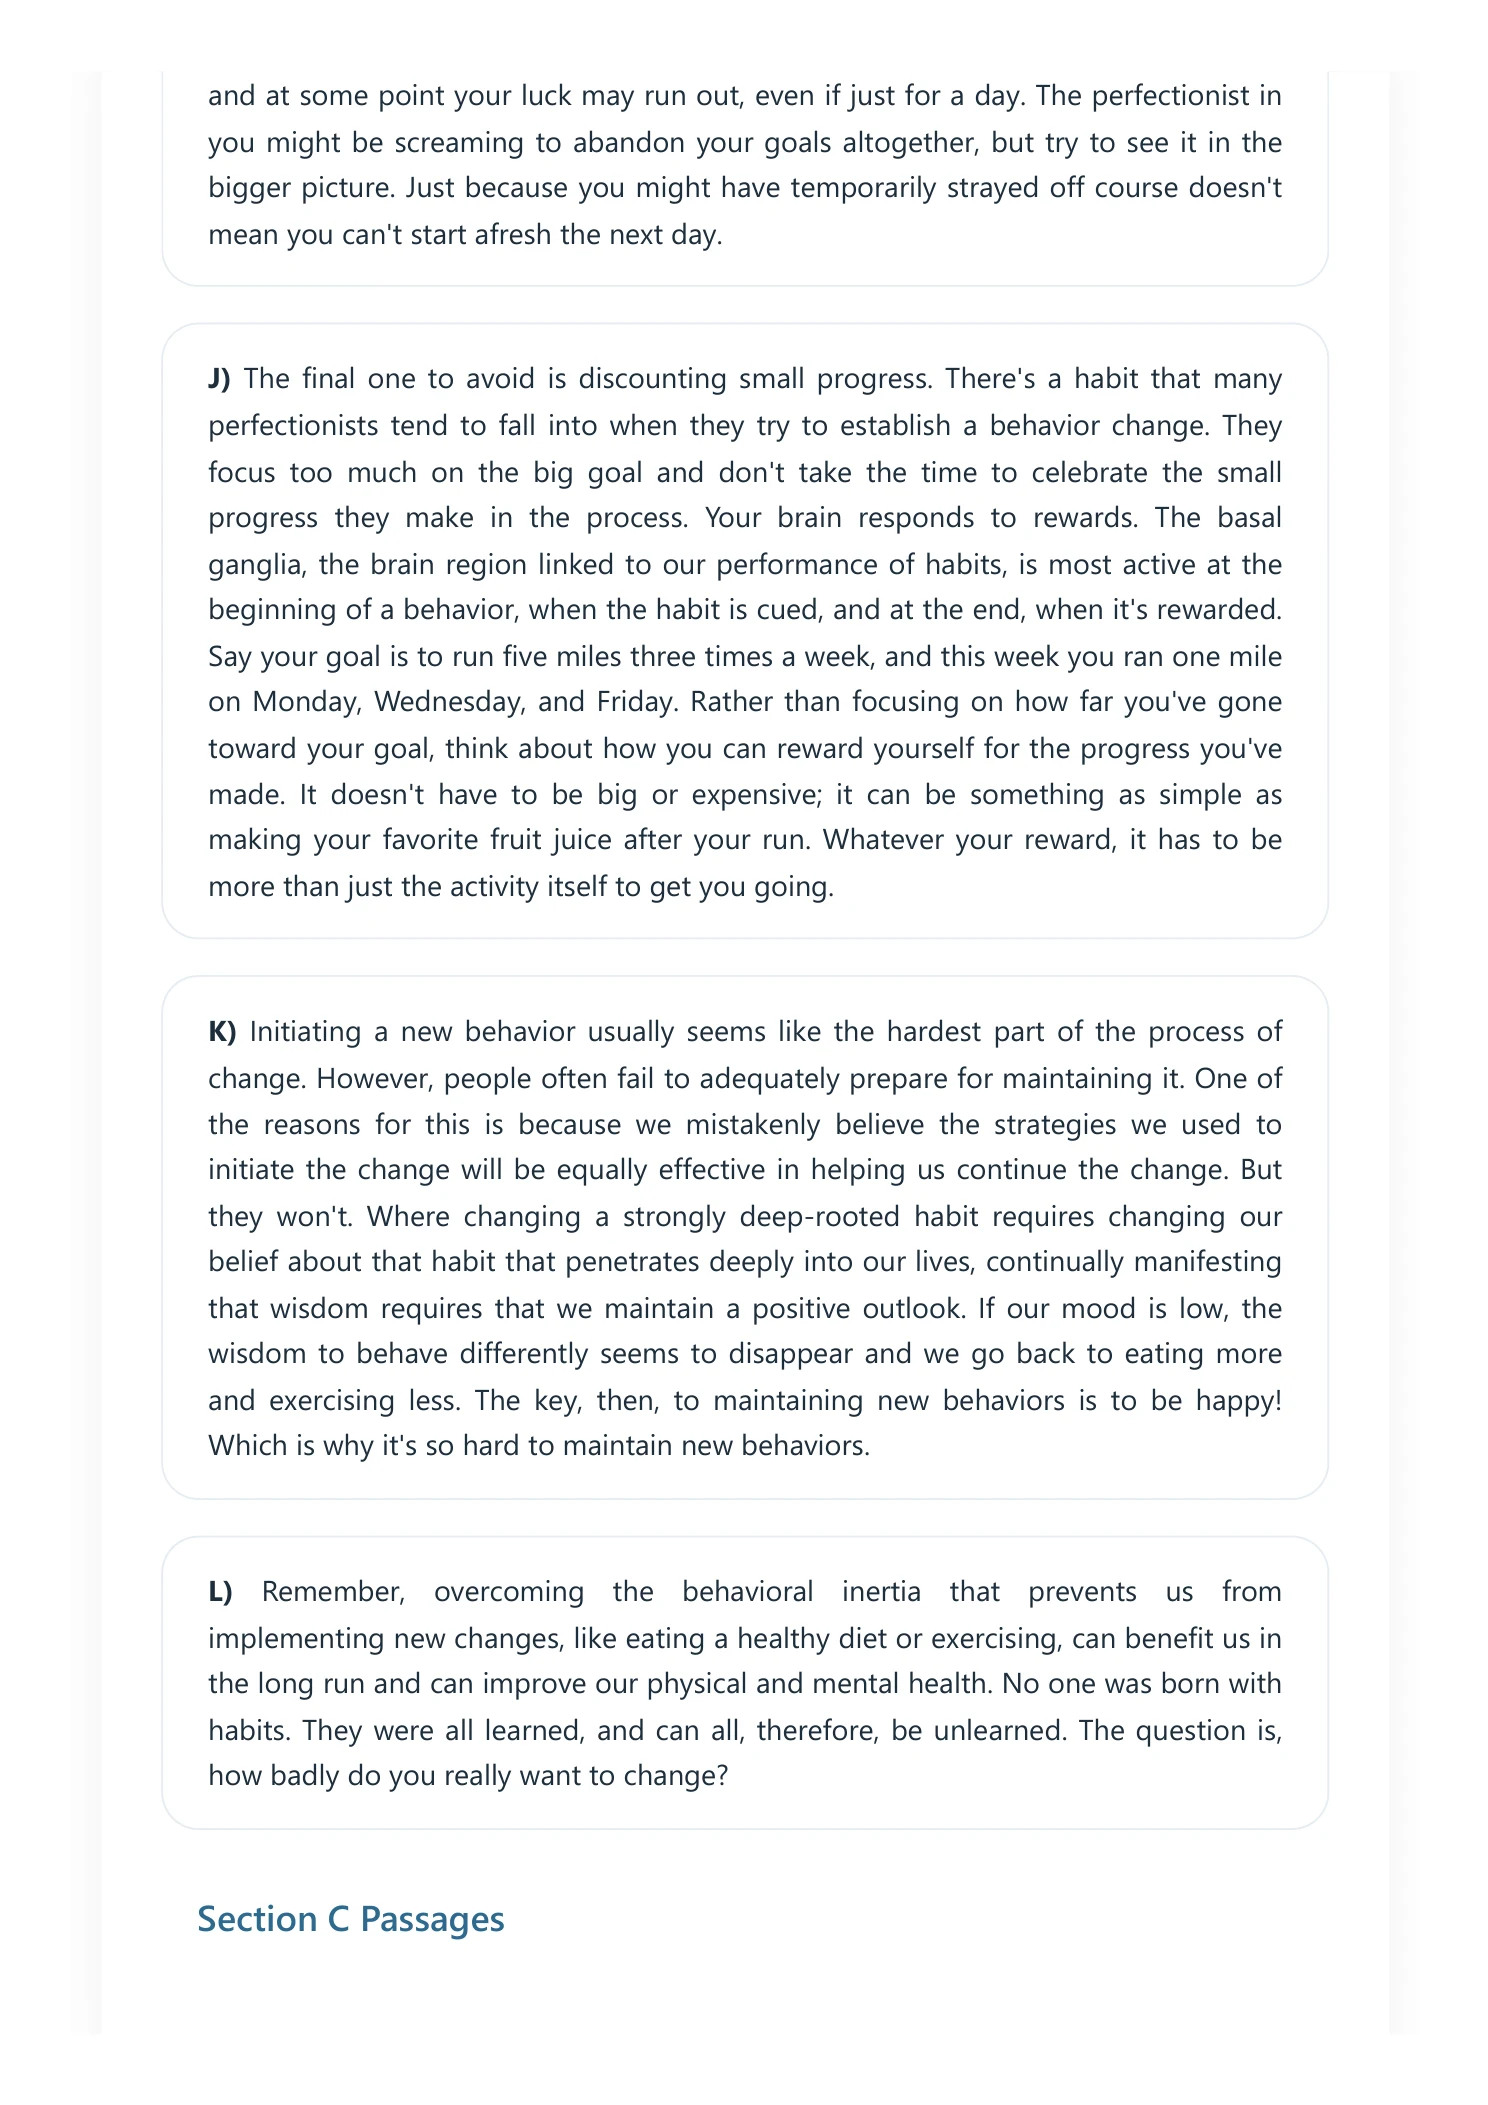 and at some point your luck may run out, even if just for a day. The perfectionist in
you might be screaming to abandon your goals altogether, but try to see it in the
bigger picture. Just because you might have temporarily strayed off course doesn't
mean you can't start afresh the next day.
J) The final one to avoid is discounting small progress. There's a habit that many
perfectionists tend to fall into when they try to establish a behavior change. They
focus too much on the big goal and don't take the time to celebrate the small
progress they make in the process. Your brain responds to rewards. The basal
ganglia, the brain region linked to our performance of habits, is most active at the
beginning of a behavior, when the habit is cued, and at the end, when it's rewarded.
Say your goal is to run five miles three times a week, and this week you ran one mile
on Monday, Wednesday, and Friday. Rather than focusing on how far you've gone
toward your goal, think about how you can reward yourself for the progress you've
made. It doesn't have to be big or expensive; it can be something as simple as
making your favorite fruit juice after your run. Whatever your reward, it has to be
more than just the activity itself to get you going.
K) Initiating a new behavior usually seems like the hardest part of the process of
change. However, people often fail to adequately prepare for maintaining it. One of
the reasons for this is because we mistakenly believe the strategies we used to
initiate the change will be equally effective in helping us continue the change. But
they won't. Where changing a strongly deep-rooted habit requires changing our
belief about that habit that penetrates deeply into our lives, continually manifesting
that wisdom requires that we maintain a positive outlook. If our mood is low, the
wisdom to behave differently seems to disappear and we go back to eating more
and exercising less. The key, then, to maintaining new behaviors is to be happy!
Which is why it's so hard to maintain new behaviors.
L) Remember, overcoming the behavioral inertia that prevents us from
implementing new changes, like eating a healthy diet or exercising, can benefit us in
the long run and can improve our physical and mental health. No one was born with
habits. They were all learned, and can all, therefore, be unlearned. The question is,
how badly do you really want to change?
Section C Passages